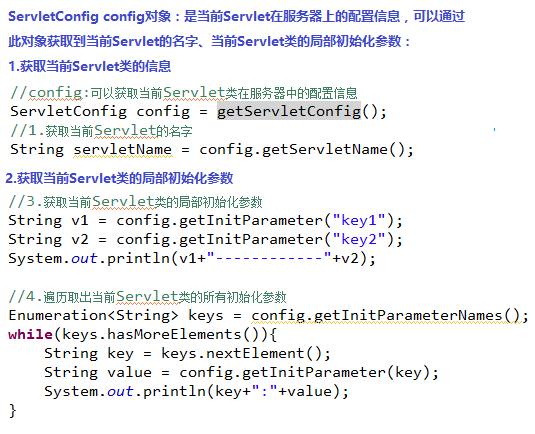 ServletConfig config对象：是当前Servlet在服务器上的配置信息，可以通过
此对象获取到当前Servlet的名字、当前Servlet类的局部初始化参数：
1.获取当前Servlet类的信息
//config:可以获取当前Servlet类在服务器中的配置信息
ServletConfig config = getServletConfig();
//1.获取当前Servlet的名字
String servletName = config.getServletName();
2.获取当前Servlet类的局部初始化参数
//3.获取当前Servlet类的局部初始化参数
String v1 = config.getInitParameter("key1");
String v2 = config.getInitParameter("key2");
System.out.println(v1+"------------"+v2);
//4.遍历取出当前Servlet类的所有初始化参数
Enumeration<String> keys = config.getInitParameterNames();
while(keys.hasMoreElements()){
    String key = keys.nextElement();
    String value = config.getInitParameter(key);
    System.out.println(key+":"+value);
}